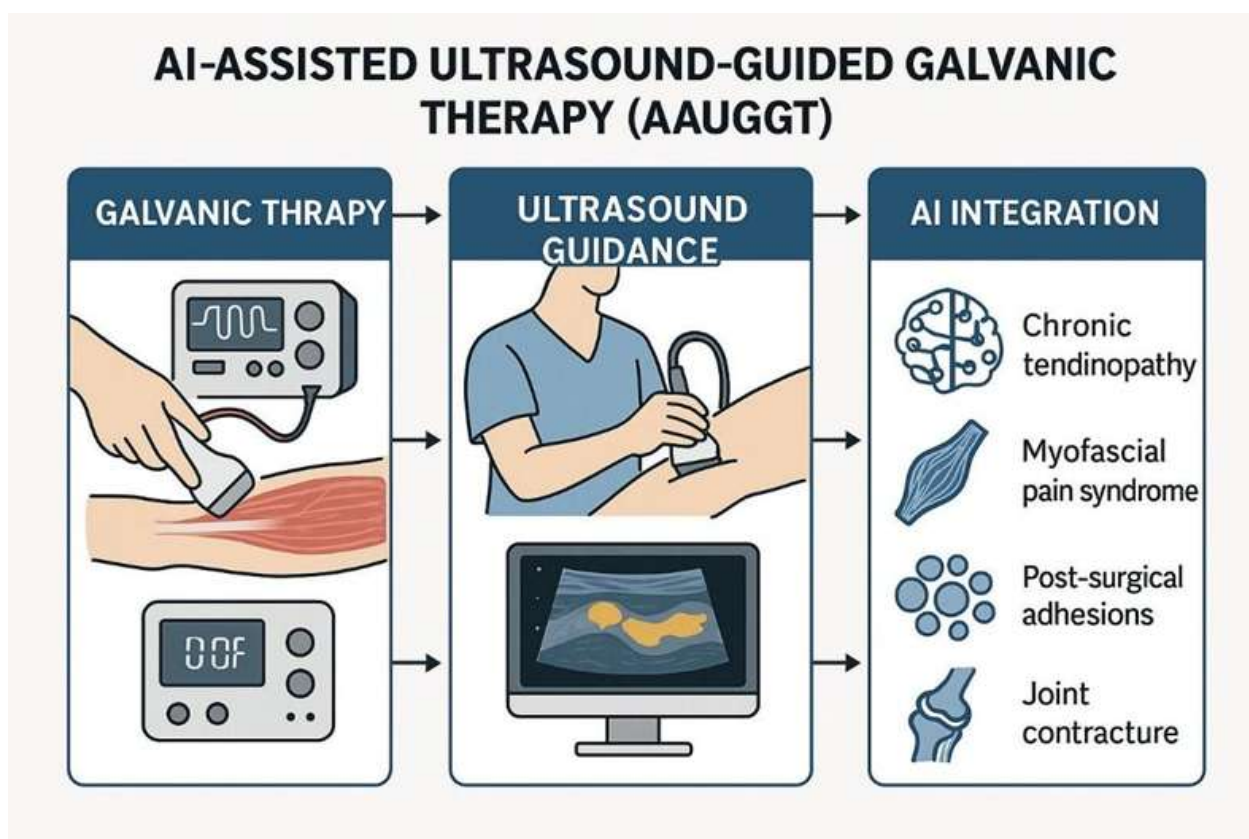 AI-ASSISTED ULTRASOUND-GUIDED GALVANIC
THERAPY (AAUGGT)
GALVANIC THRAPY
ULTRASOUND
GUIDANCE
AI INTEGRATION
Chronic
tendinopathy
Myofascial
pain syndrome
Post-surgical
adhesions
Joint
contracture